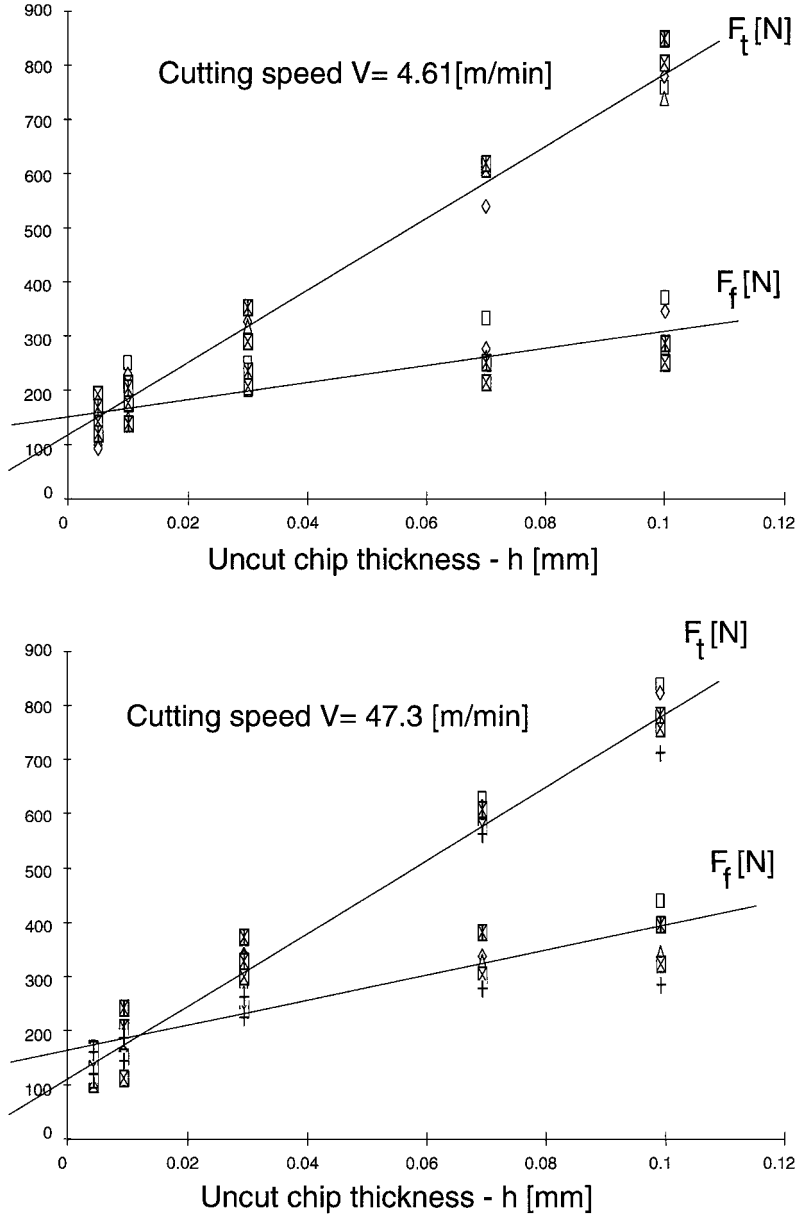 900
F_t [N]
800
Cutting speed V= 4.61[m/min]
700
600
500
400
F_f [N]
300
200
100
0
0 0.02 0.04 0.06 0.08 0.1 0.12
Uncut chip thickness - h [mm]
900
F_t [N]
800
Cutting speed V= 47.3 [m/min]
700
600
500
F_f [N]
400
300
200
100
0
0 0.02 0.04 0.06 0.08 0.1 0.12
Uncut chip thickness - h [mm]